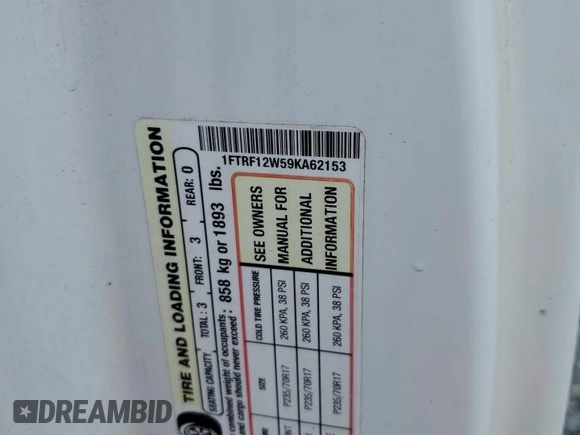 1FTRF12W59KA62153
TIRE AND LOADING INFORMATION
SEATING CAPACITY TOTAL: 3 FRONT: 3 REAR: 0
combined weight of occupants
and cargo should never exceed: 858 kg or 1893 lbs.
SIZE COLD TIRE PRESSURE SEE OWNERS
P235/70R17 260 KPA, 38 PSI MANUAL FOR
P235/70R17 260 KPA, 38 PSI ADDITIONAL
P235/70R17 260 KPA, 38 PSI INFORMATION
DREAMBID